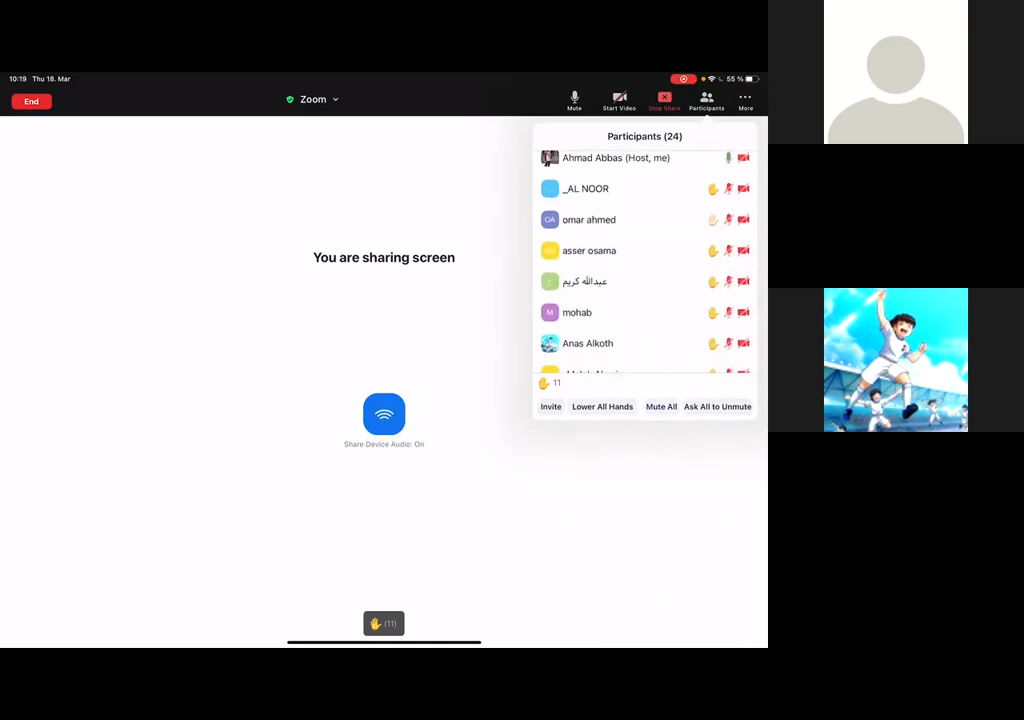 10:19 Thu 18. Mar
55 %
End
Zoom
Mute
Start Video
Stop Share
Participants
More
Participants (24)
Ahmad Abbas (Host, me)
_AL NOOR
OA omar ahmed
asser osama
عبدالله كريم
M mohab
Anas Alkoth
11
Invite
Lower All Hands
Mute All
Ask All to Unmute
You are sharing screen
Share Device Audio: On
(11)